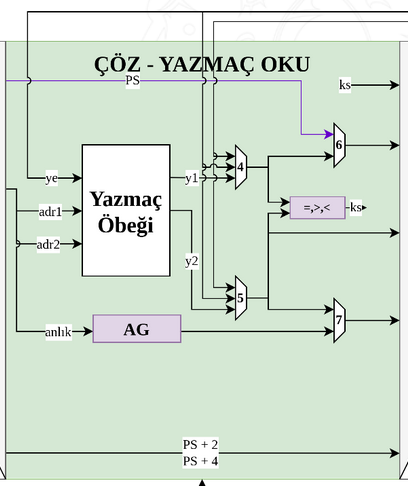 ÇÖZ - YAZMAÇ OKU
PS
ks
6
4
ye
y1
Yazmaç
Öbeği
=,>,<
ks
adr1
adr2
y2
5
7
anlık
AG
PS + 2
PS + 4